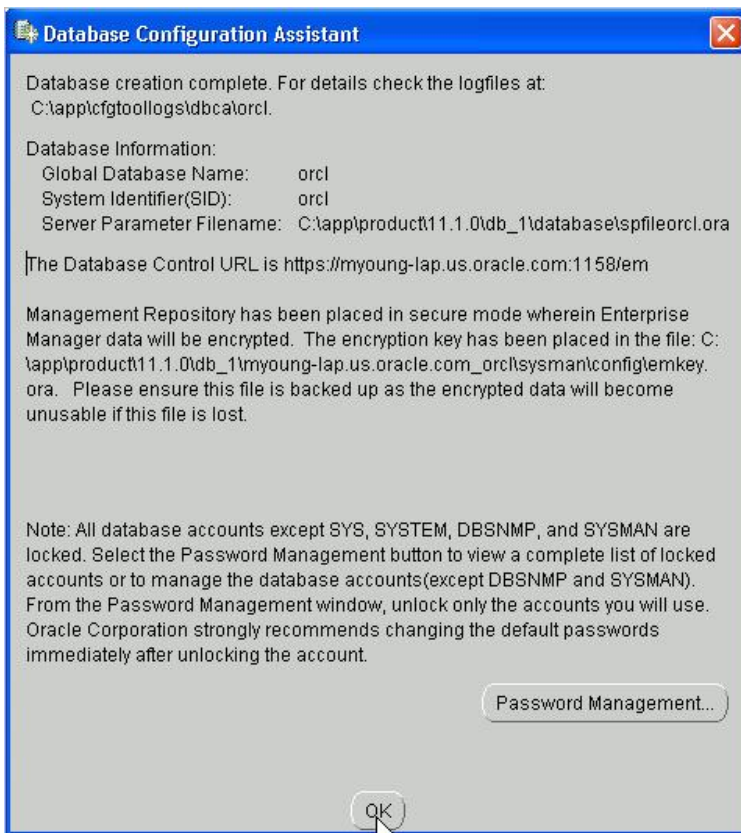 Database Configuration Assistant
Database creation complete. For details check the logfiles at:
C:\app\cfgtoollogs\dbca\orcl.
Database Information:
Global Database Name: orcl
System Identifier(SID): orcl
Server Parameter Filename: C:\app\product\11.1.0\db_1\database\spfileorcl.ora
The Database Control URL is https://myoung-lap.us.oracle.com:1158/em
Management Repository has been placed in secure mode wherein Enterprise
Manager data will be encrypted. The encryption key has been placed in the file: C:
\app\product\11.1.0\db_1\myoung-lap.us.oracle.com_orcl\sysman\config\emkey.
ora. Please ensure this file is backed up as the encrypted data will become
unusable if this file is lost.
Note: All database accounts except SYS, SYSTEM, DBSNMP, and SYSMAN are
locked. Select the Password Management button to view a complete list of locked
accounts or to manage the database accounts(except DBSNMP and SYSMAN).
From the Password Management window, unlock only the accounts you will use.
Oracle Corporation strongly recommends changing the default passwords
immediately after unlocking the account.
Password Management...
OK